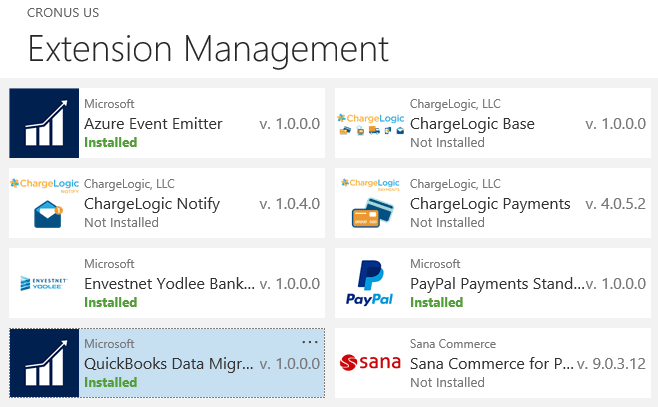 CRONUS US
Extension Management
Microsoft
Azure Event Emitter v. 1.0.0.0
Installed
ChargeLogic
ChargeLogic, LLC
ChargeLogic Base v. 1.0.0.0
Not Installed
ChargeLogic
NOTIFY
ChargeLogic, LLC
ChargeLogic Notify v. 1.0.4.0
Not Installed
ChargeLogic
PAYMENTS
ChargeLogic, LLC
ChargeLogic Payments v. 4.0.5.2
Not Installed
ENVESTNET
YODLEE
Microsoft
Envestnet Yodlee Bank... v. 1.0.0.0
Installed
PayPal
Microsoft
PayPal Payments Stand... v. 1.0.0.0
Installed
Microsoft ...
QuickBooks Data Migr... v. 1.0.0.0
Installed
sana
Sana Commerce
Sana Commerce for P... v. 9.0.3.12
Not Installed